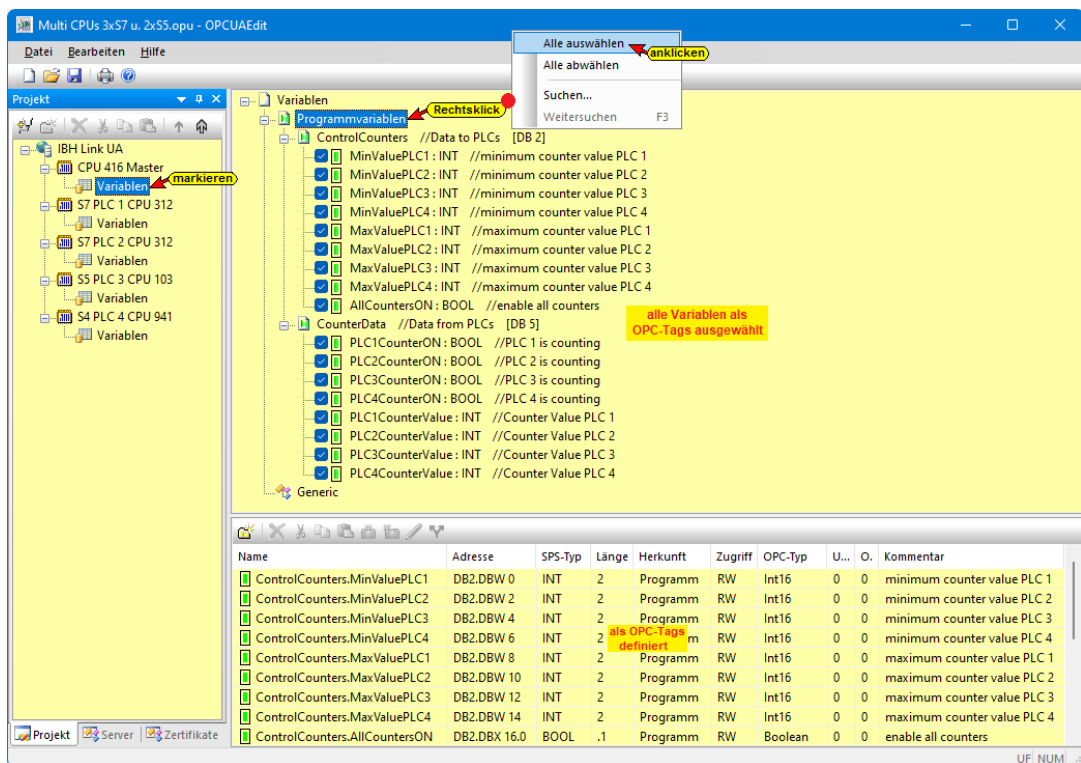 Multi CPUs 3xS7 u. 2xS5.opu - OPCUAEdit
Datei Bearbeiten Hilfe
Alle auswählen
anklicken
Alle abwählen
Suchen...
Weitersuchen F3
Projekt
IBH Link UA
CPU 416 Master
Variablen
markieren
S7 PLC 1 CPU 312
Variablen
S7 PLC 2 CPU 312
Variablen
S5 PLC 3 CPU 103
Variablen
S4 PLC 4 CPU 941
Variablen
Projekt Server Zertifikate
Variablen
Programmvariablen
Rechtsklick
ControlCounters //Data to PLCs [DB 2]
MinValuePLC1 : INT //minimum counter value PLC 1
MinValuePLC2 : INT //minimum counter value PLC 2
MinValuePLC3 : INT //minimum counter value PLC 3
MinValuePLC4 : INT //minimum counter value PLC 4
MaxValuePLC1 : INT //maximum counter value PLC 1
MaxValuePLC2 : INT //maximum counter value PLC 2
MaxValuePLC3 : INT //maximum counter value PLC 3
MaxValuePLC4 : INT //maximum counter value PLC 4
AllCountersON : BOOL //enable all counters
CounterData //Data from PLCs [DB 5]
alle Variablen als
OPC-Tags ausgewählt
PLC1CounterON : BOOL //PLC 1 is counting
PLC2CounterON : BOOL //PLC 2 is counting
PLC3CounterON : BOOL //PLC 3 is counting
PLC4CounterON : BOOL //PLC 4 is counting
PLC1CounterValue : INT //Counter Value PLC 1
PLC2CounterValue : INT //Counter Value PLC 2
PLC3CounterValue : INT //Counter Value PLC 3
PLC4CounterValue : INT //Counter Value PLC 4
Generic
Name Adresse SPS-Typ Länge Herkunft Zugriff OPC-Typ U... O. Kommentar
ControlCounters.MinValuePLC1 DB2.DBW 0 INT 2 Programm RW Int16 0 0 minimum counter value PLC 1
ControlCounters.MinValuePLC2 DB2.DBW 2 INT 2 Programm RW Int16 0 0 minimum counter value PLC 2
ControlCounters.MinValuePLC3 DB2.DBW 4 INT 2 Programm RW Int16 0 0 minimum counter value PLC 3
ControlCounters.MinValuePLC4 DB2.DBW 6 INT 2 m RW Int16 0 0 minimum counter value PLC 4
als OPC-Tags
definiert
ControlCounters.MaxValuePLC1 DB2.DBW 8 INT 2 Programm RW Int16 0 0 maximum counter value PLC 1
ControlCounters.MaxValuePLC2 DB2.DBW 10 INT 2 Programm RW Int16 0 0 maximum counter value PLC 2
ControlCounters.MaxValuePLC3 DB2.DBW 12 INT 2 Programm RW Int16 0 0 maximum counter value PLC 3
ControlCounters.MaxValuePLC4 DB2.DBW 14 INT 2 Programm RW Int16 0 0 maximum counter value PLC 4
ControlCounters.AllCountersON DB2.DBX 16.0 BOOL .1 Programm RW Boolean 0 0 enable all counters
UF NUM